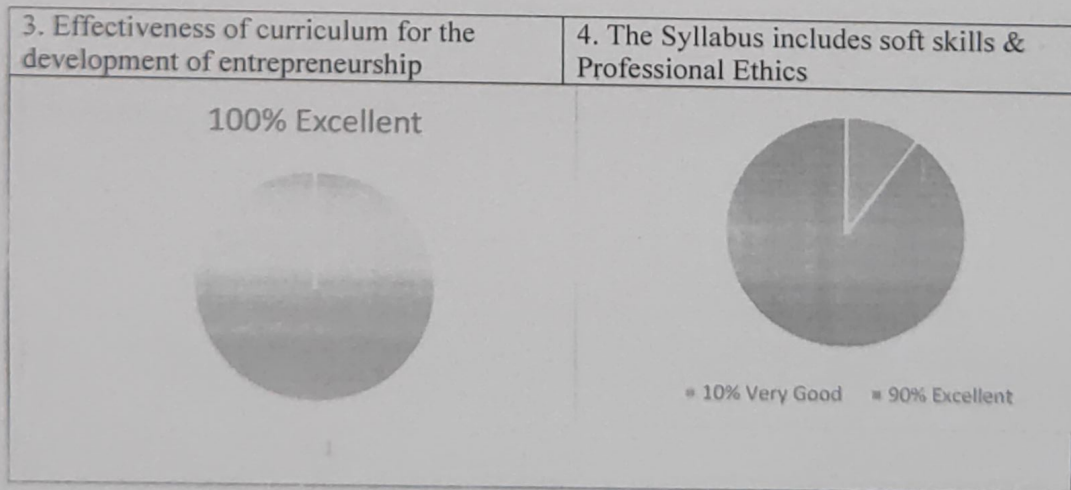 3. Effectiveness of curriculum for the
development of entrepreneurship
4. The Syllabus includes soft skills &
Professional Ethics
100% Excellent
10% Very Good
90% Excellent
1